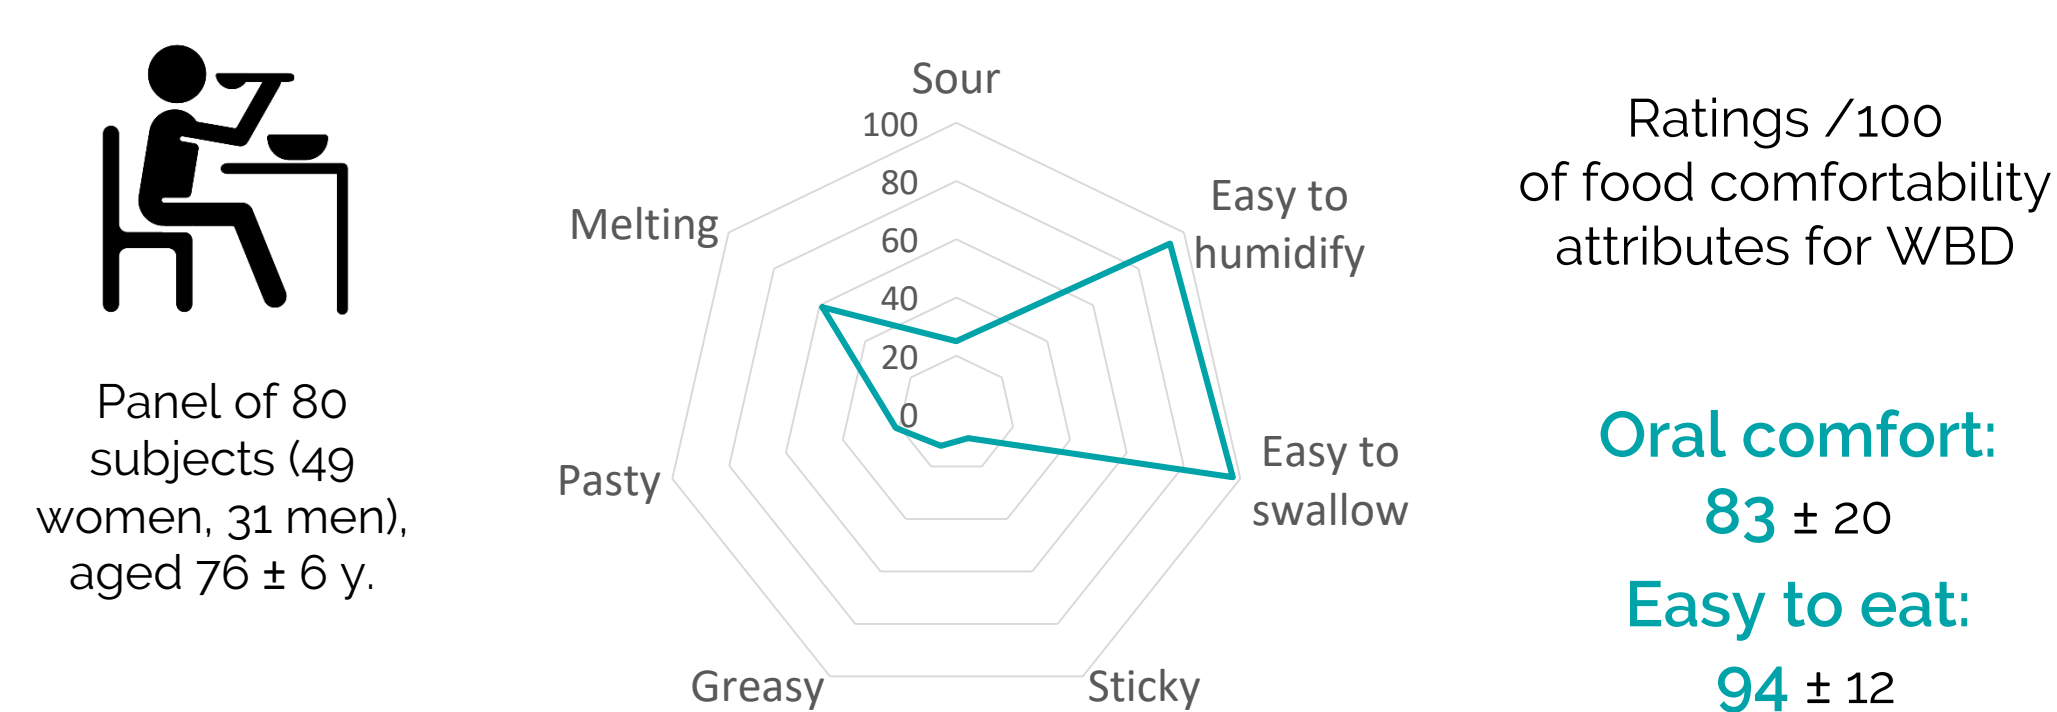 Panel of 80
subjects (49
women, 31 men),
aged 76 ± 6 y.
Sour
100
80
60
40
20
0
Easy to
humidify
Easy to
swallow
Sticky
Greasy
Pasty
Melting
Ratings /100
of food comfortability
attributes for WBD
Oral comfort:
83 ± 20
Easy to eat:
94 ± 12